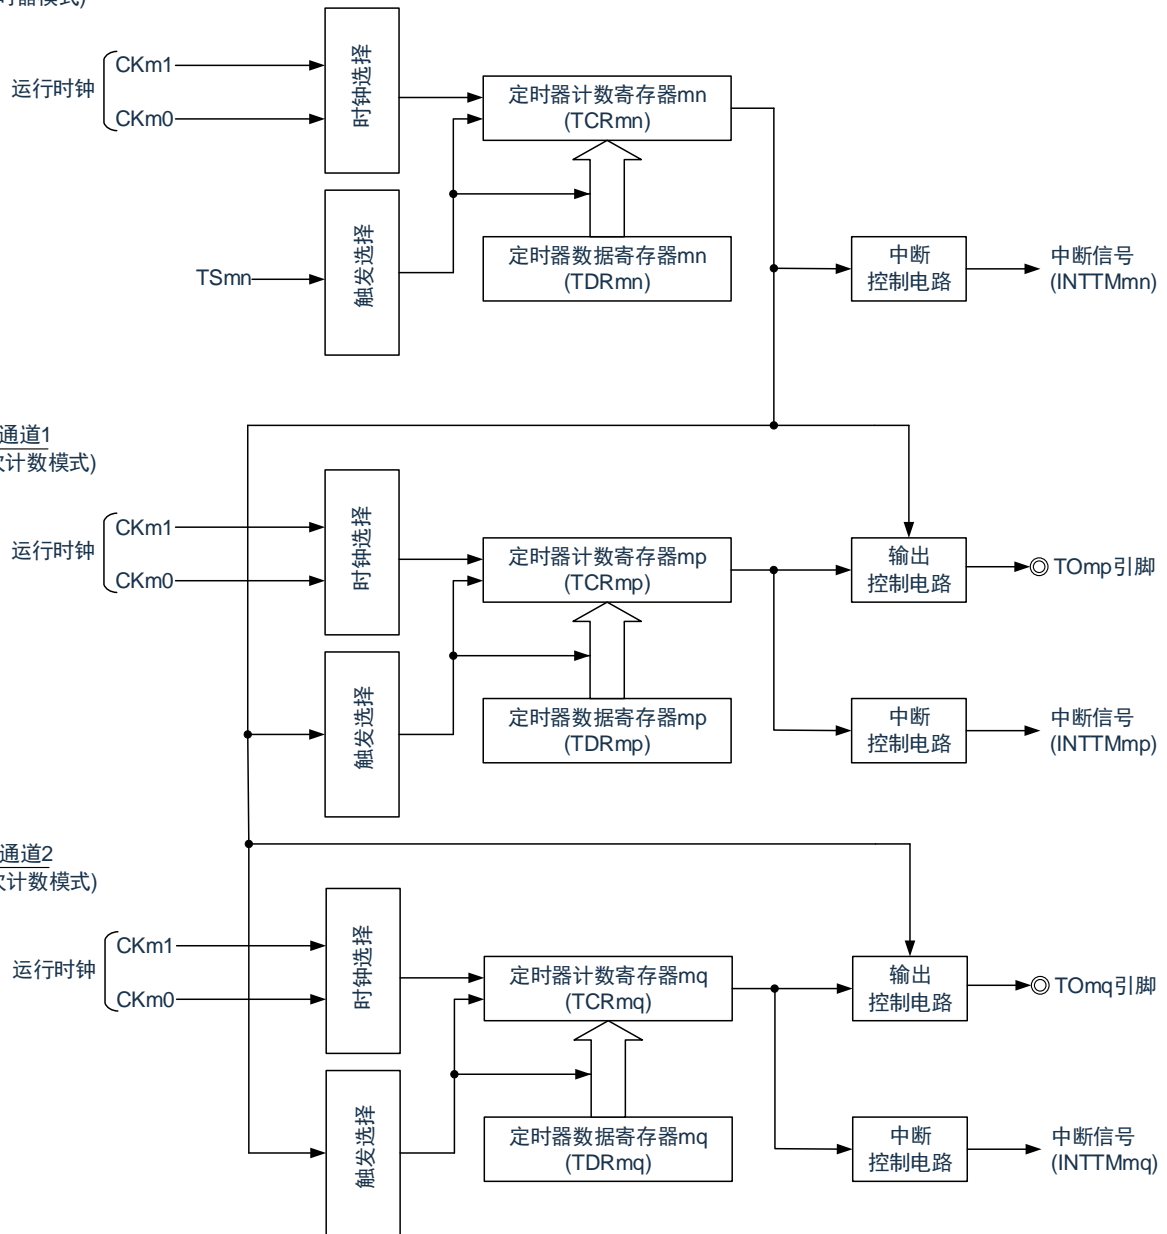 时器模式)
CKm1
运行时钟
CKm0
时钟选择
定时器计数寄存器mn
(TCRmn)
TSmn
触发选择
定时器数据寄存器mn
(TDRmn)
中断
控制电路
中断信号
(INTTMmn)
通道1
次计数模式)
CKm1
运行时钟
CKm0
时钟选择
定时器计数寄存器mp
(TCRmp)
输出
控制电路
TOmp引脚
触发选择
定时器数据寄存器mp
(TDRmp)
中断
控制电路
中断信号
(INTTMmp)
通道2
次计数模式)
CKm1
运行时钟
CKm0
时钟选择
定时器计数寄存器mq
(TCRmq)
输出
控制电路
TOmq引脚
触发选择
定时器数据寄存器mq
(TDRmq)
中断
控制电路
中断信号
(INTTMmq)